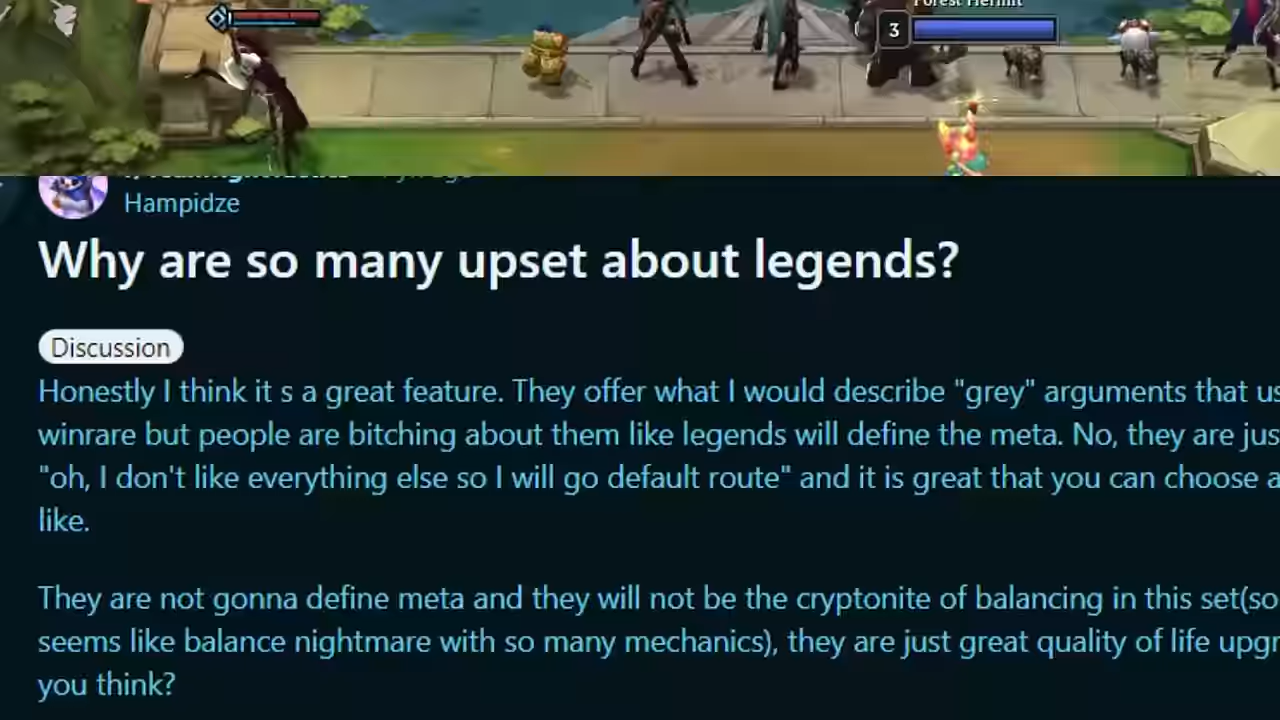 Forest Hermit
3
Hampidze
Why are so many upset about legends?
Discussion
Honestly I think it s a great feature. They offer what I would describe "grey" arguments that us
winrare but people are bitching about them like legends will define the meta. No, they are jus
"oh, I don't like everything else so I will go default route" and it is great that you can choose a
like.
They are not gonna define meta and they will not be the cryptonite of balancing in this set(so
seems like balance nightmare with so many mechanics), they are just great quality of life upgr
you think?